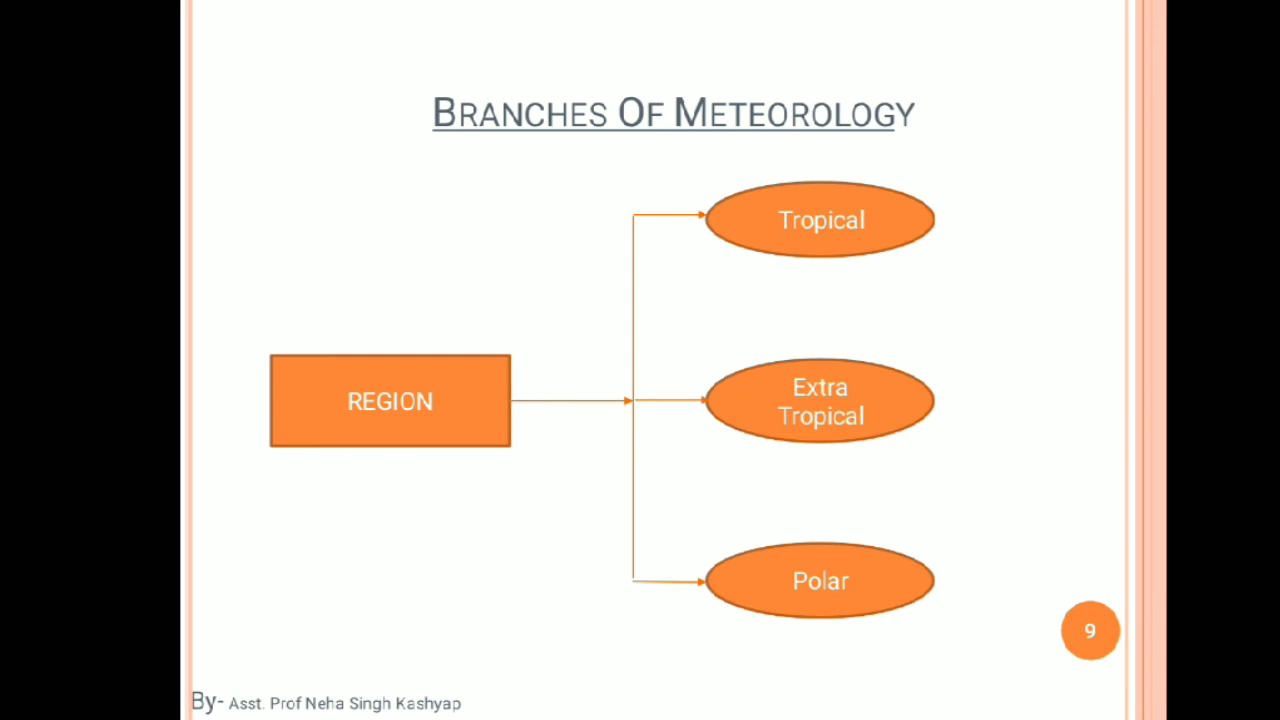 BRANCHES OF METEOROLOGY
Tropical
REGION
Extra
Tropical
Polar
9
By- Asst. Prof Neha Singh Kashyap